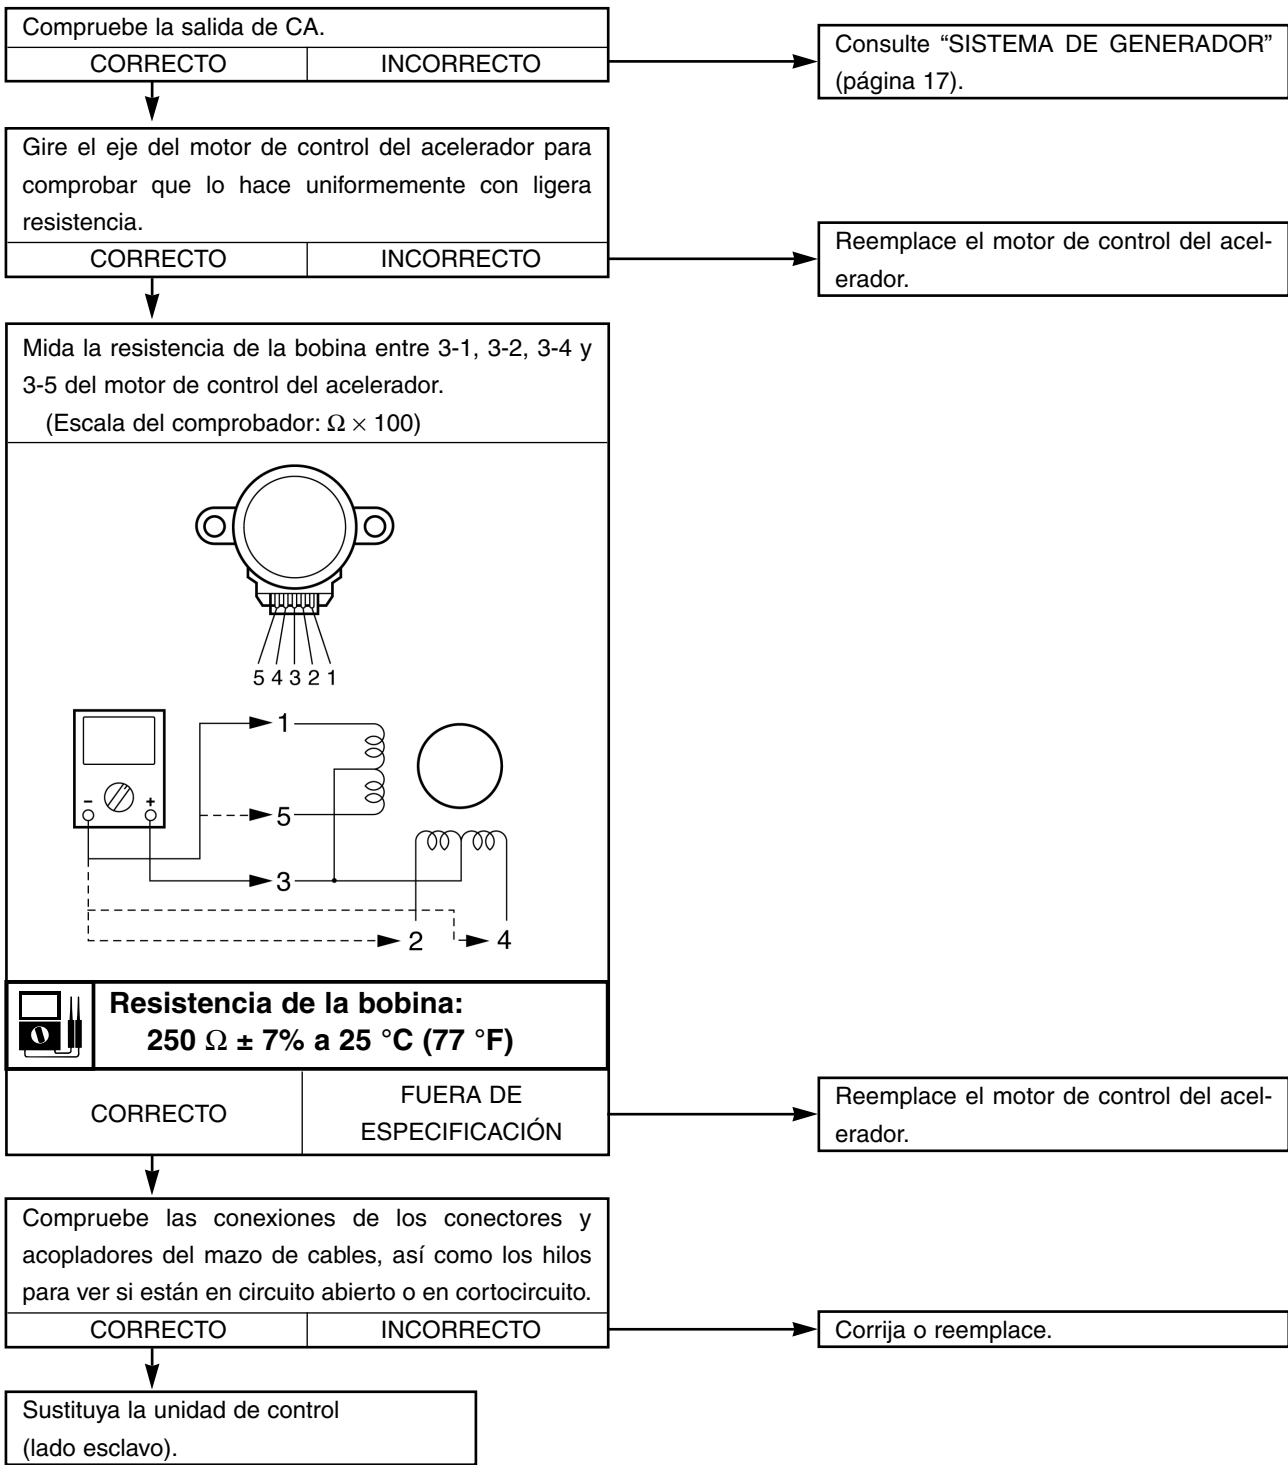 Compruebe la salida de CA.
CORRECTO
INCORRECTO
Consulte “SISTEMA DE GENERADOR”
(página 17).
Gire el eje del motor de control del acelerador para
comprobar que lo hace uniformemente con ligera
resistencia.
CORRECTO
INCORRECTO
Reemplace el motor de control del acel-
erador.
Mida la resistencia de la bobina entre 3-1, 3-2, 3-4 y
3-5 del motor de control del acelerador.
(Escala del comprobador: Ω × 100)
5 4 3 2 1
1
- +
5
3
2
4
Resistencia de la bobina:
250 Ω ± 7% a 25 °C (77 °F)
CORRECTO
FUERA DE
ESPECIFICACIÓN
Reemplace el motor de control del acel-
erador.
Compruebe las conexiones de los conectores y
acopladores del mazo de cables, así como los hilos
para ver si están en circuito abierto o en cortocircuito.
CORRECTO
INCORRECTO
Corrija o reemplace.
Sustituya la unidad de control
(lado esclavo).